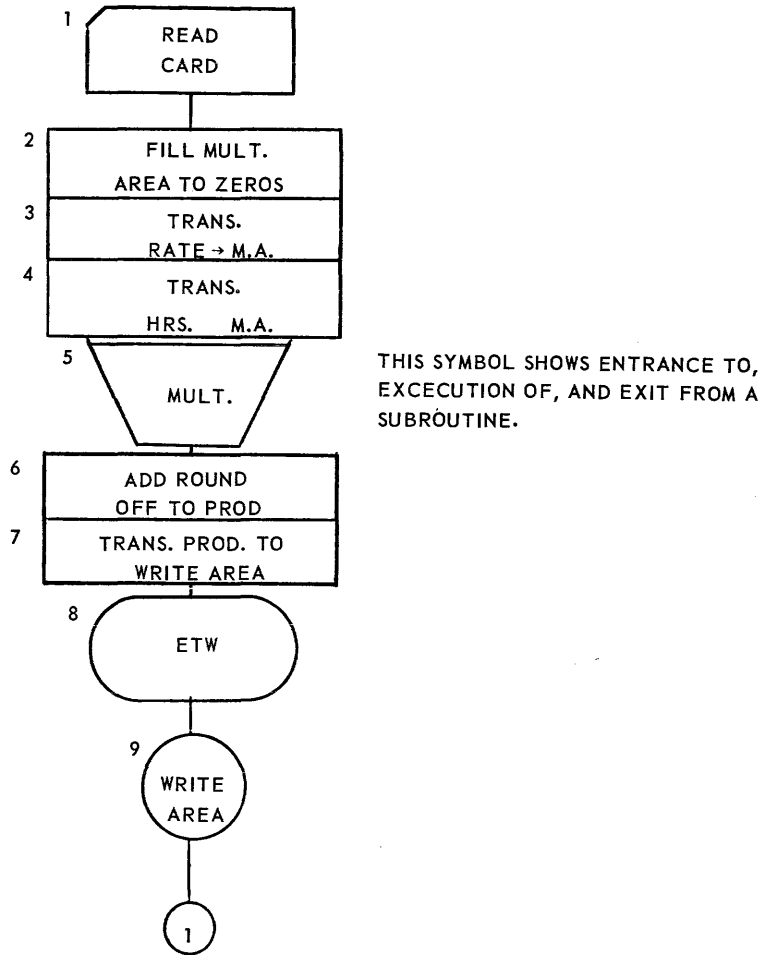 1
READ
CARD
2
FILL MULT.
AREA TO ZEROS
3
TRANS.
RATE → M.A.
4
TRANS.
HRS. M.A.
5
MULT.
THIS SYMBOL SHOWS ENTRANCE TO,
EXCECUTION OF, AND EXIT FROM A
SUBROUTINE.
6
ADD ROUND
OFF TO PROD
7
TRANS. PROD. TO
WRITE AREA
8
ETW
9
WRITE
AREA
1